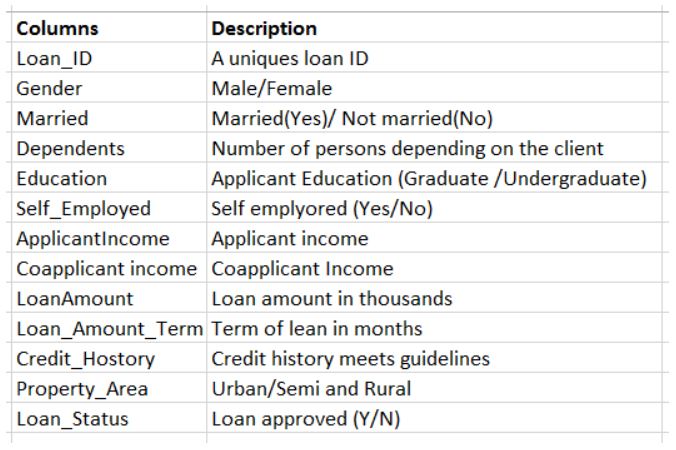 Columns Description
Loan_ID A uniques loan ID
Gender Male/Female
Married Married(Yes)/ Not married(No)
Dependents Number of persons depending on the client
Education Applicant Education (Graduate /Undergraduate)
Self_Employed Self emplyored (Yes/No)
ApplicantIncome Applicant income
Coapplicant income Coapplicant Income
LoanAmount Loan amount in thousands
Loan_Amount_Term Term of lean in months
Credit_Hostory Credit history meets guidelines
Property_Area Urban/Semi and Rural
Loan_Status Loan approved (Y/N)